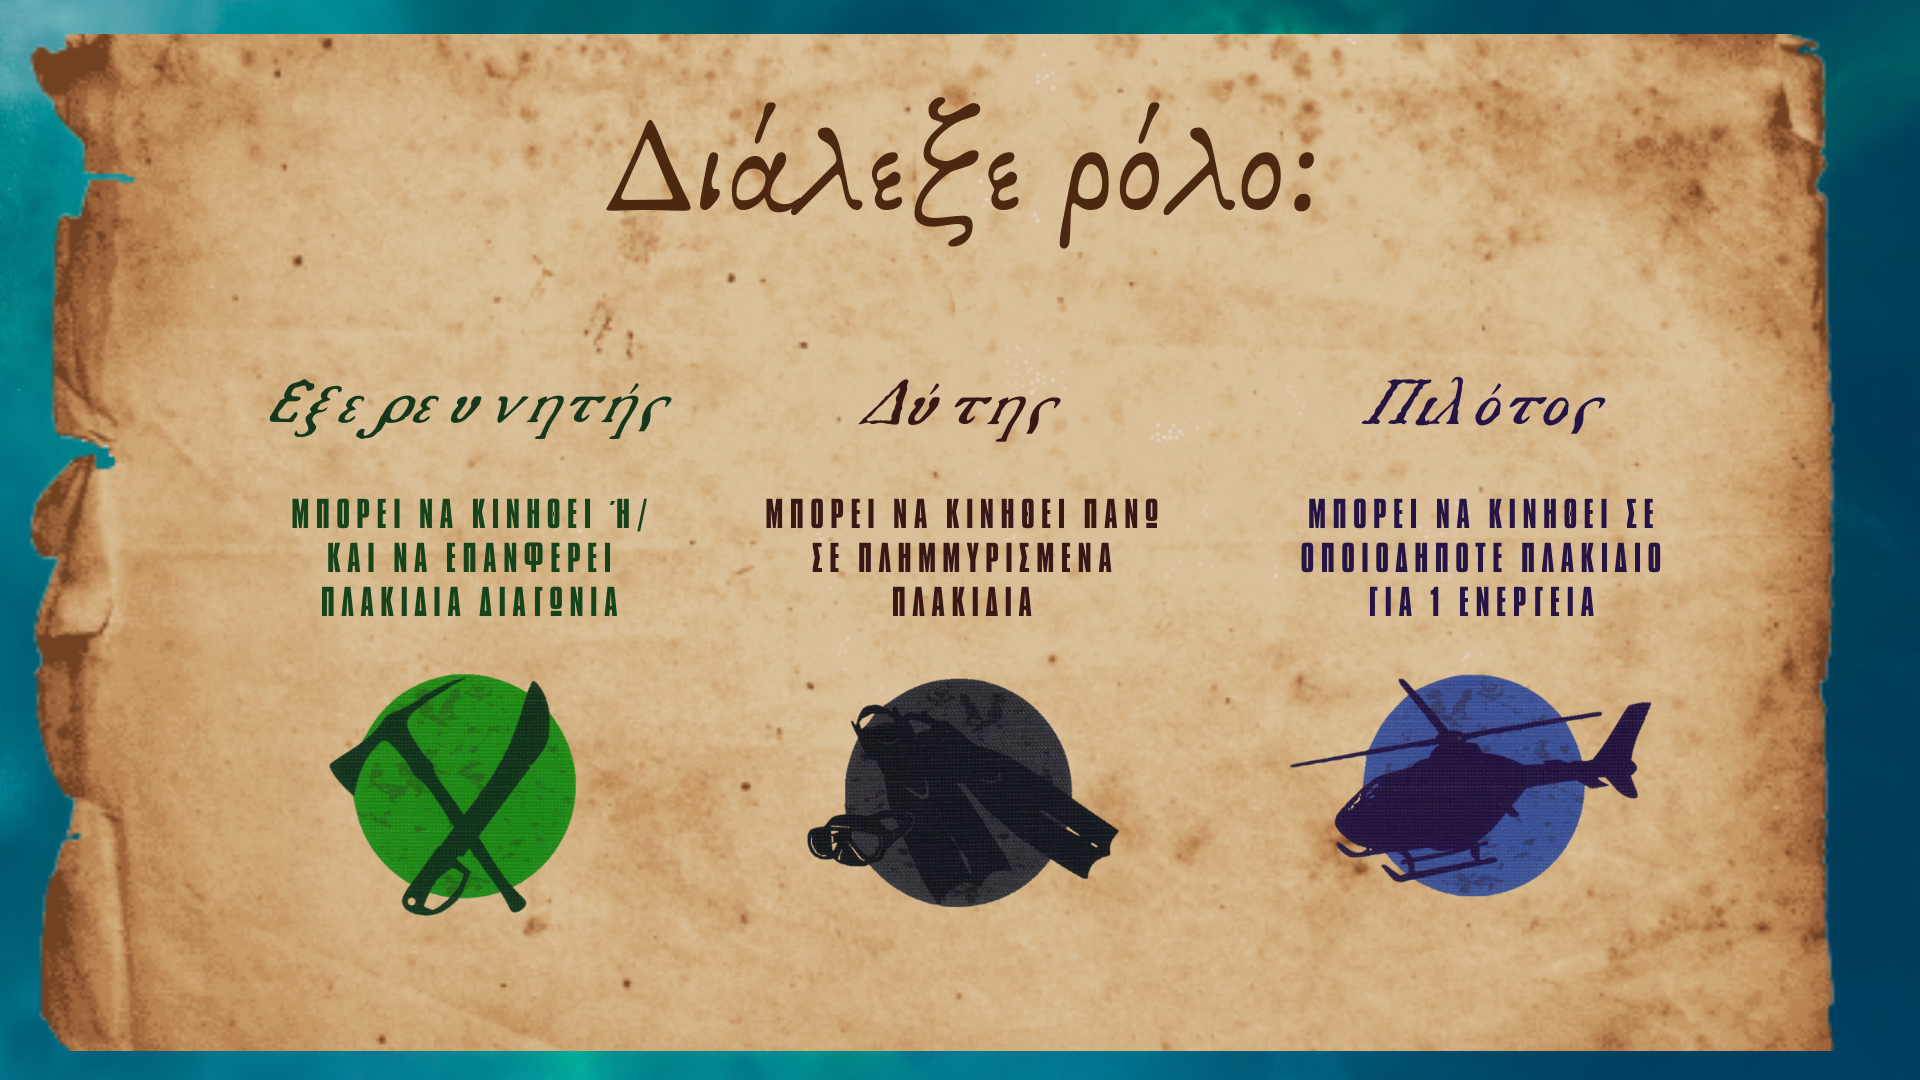 Διάλεξε ρόλο:
Εξερευνητής
ΜΠΟΡΕΙ ΝΑ ΚΙΝΗΘΕΙ Ή/
ΚΑΙ ΝΑ ΕΠΑΝΦΕΡΕΙ
ΠΛΑΚΙΔΙΑ ΔΙΑΓΩΝΙΑ
Δύτης
ΜΠΟΡΕΙ ΝΑ ΚΙΝΗΘΕΙ ΠΑΝΩ
ΣΕ ΠΛΗΜΜΥΡΙΣΜΕΝΑ
ΠΛΑΚΙΔΙΑ
Πιλότος
ΜΠΟΡΕΙ ΝΑ ΚΙΝΗΘΕΙ ΣΕ
ΟΠΟΙΟΔΗΠΟΤΕ ΠΛΑΚΙΔΙΟ
ΓΙΑ 1 ΕΝΕΡΓΕΙΑ